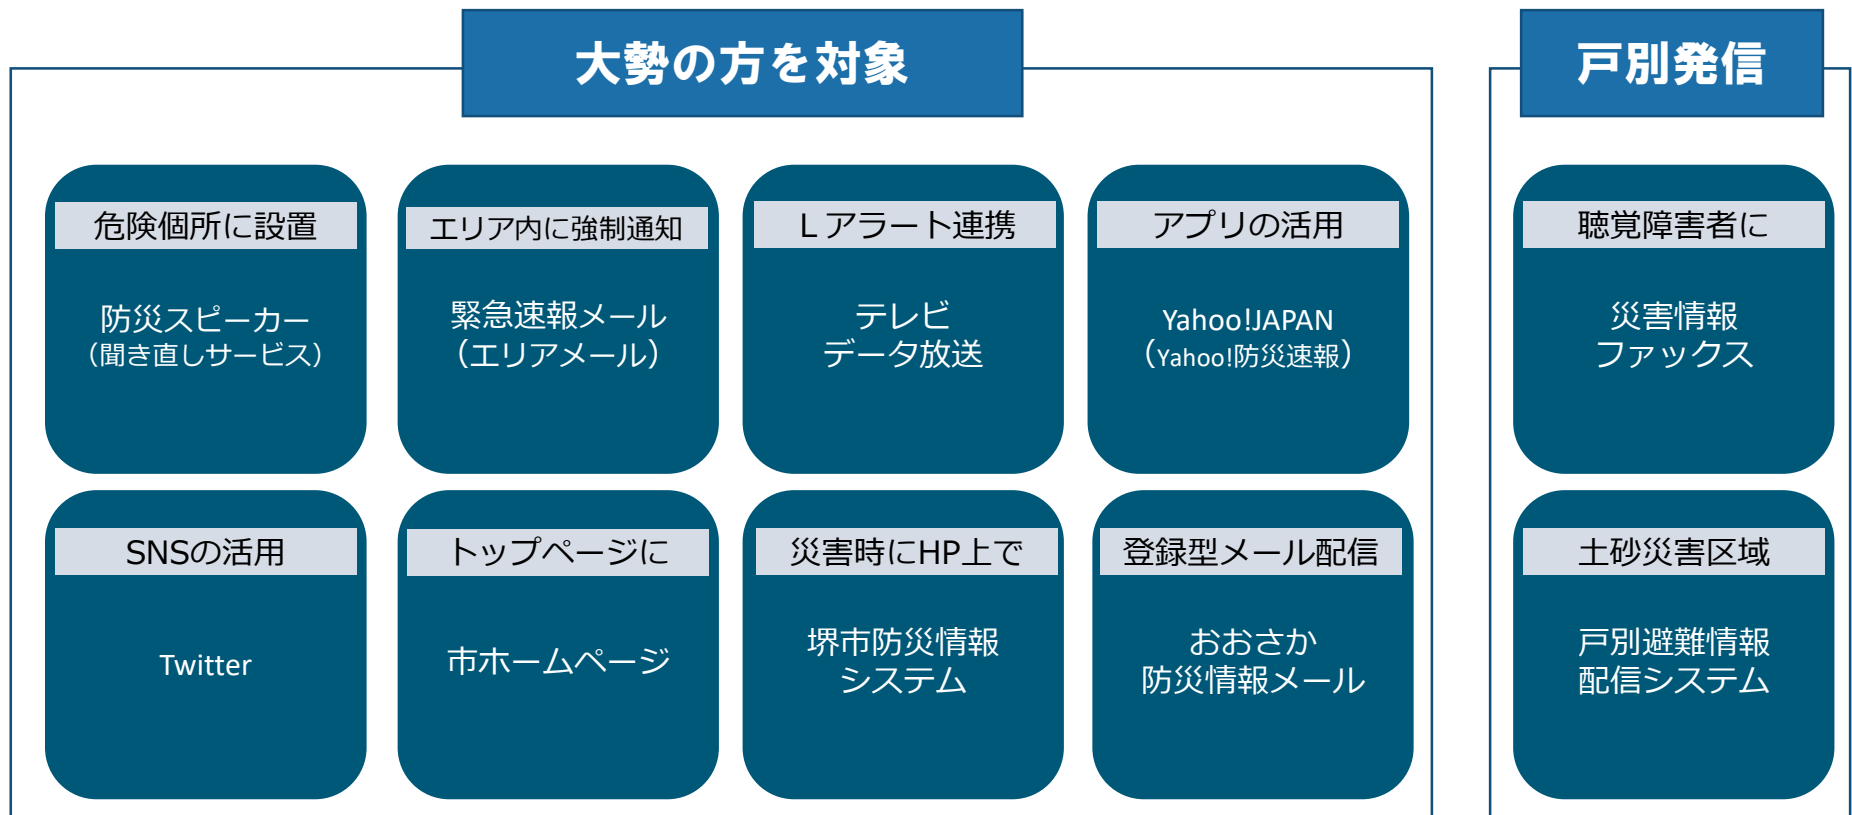 大勢の方を対象
危険個所に設置
防災スピーカー
（聞き直しサービス）
エリア内に強制通知
緊急速報メール
（エリアメール）
Ｌアラート連携
テレビ
データ放送
アプリの活用
Yahoo!JAPAN
（Yahoo!防災速報）
SNSの活用
Twitter
トップページに
市ホームページ
災害時にHP上で
堺市防災情報
システム
登録型メール配信
おおさか
防災情報メール
戸別発信
聴覚障害者に
災害情報
ファックス
土砂災害区域
戸別避難情報
配信システム